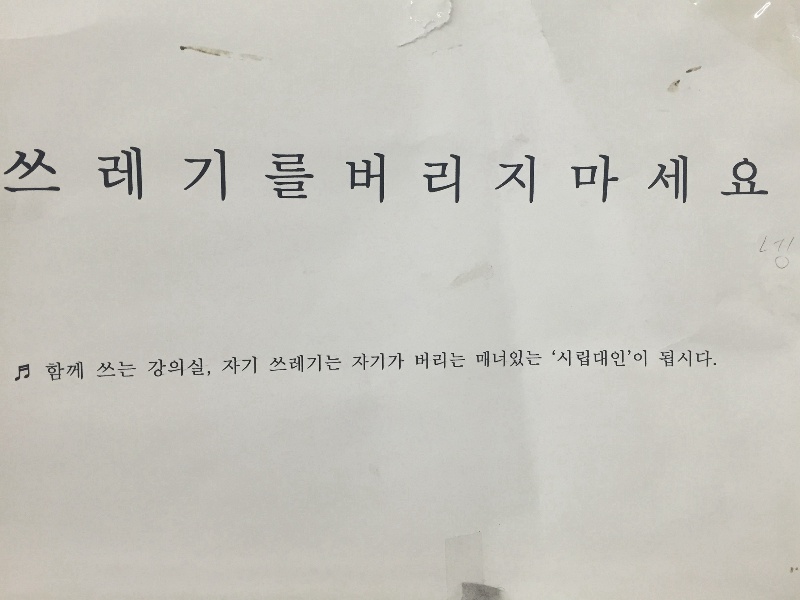 쓰레기를버리지마세요
넹
♬ 함께 쓰는 강의실, 자기 쓰레기는 자기가 버리는 매너있는 ‘시립대인’이 됩시다.